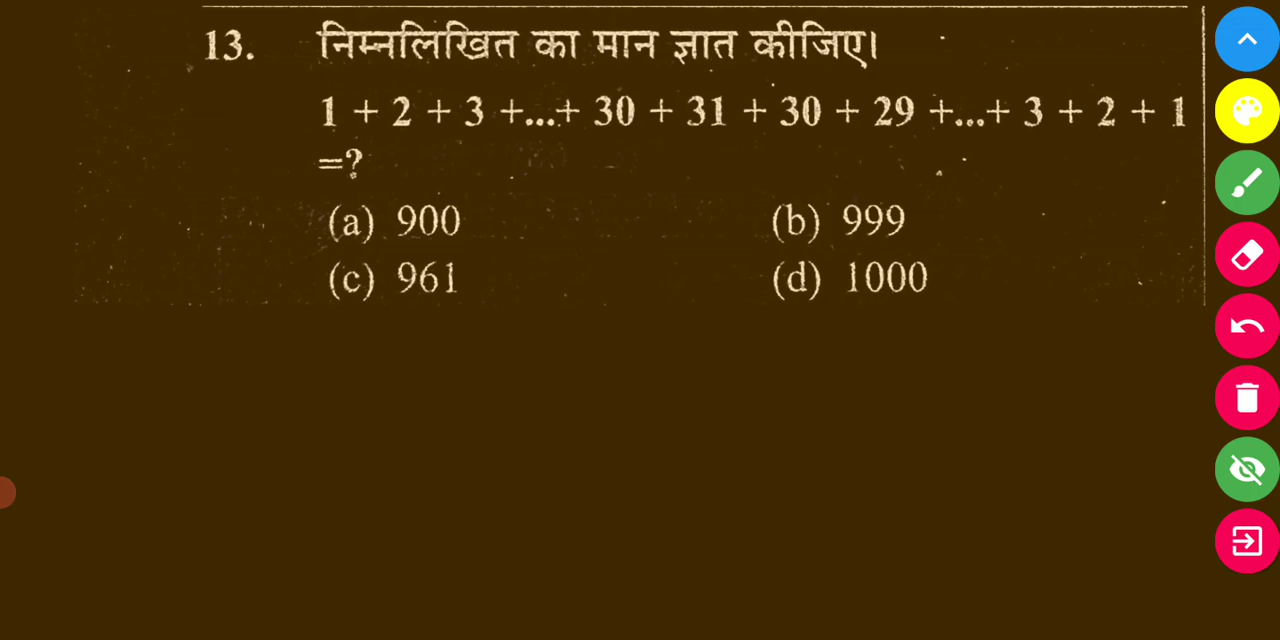 13. निम्नलिखित का मान ज्ञात कीजिए।
1 + 2 + 3 +...+ 30 + 31 + 30 + 29 +...+ 3 + 2 + 1
=?
(a) 900 (b) 999
(c) 961 (d) 1000